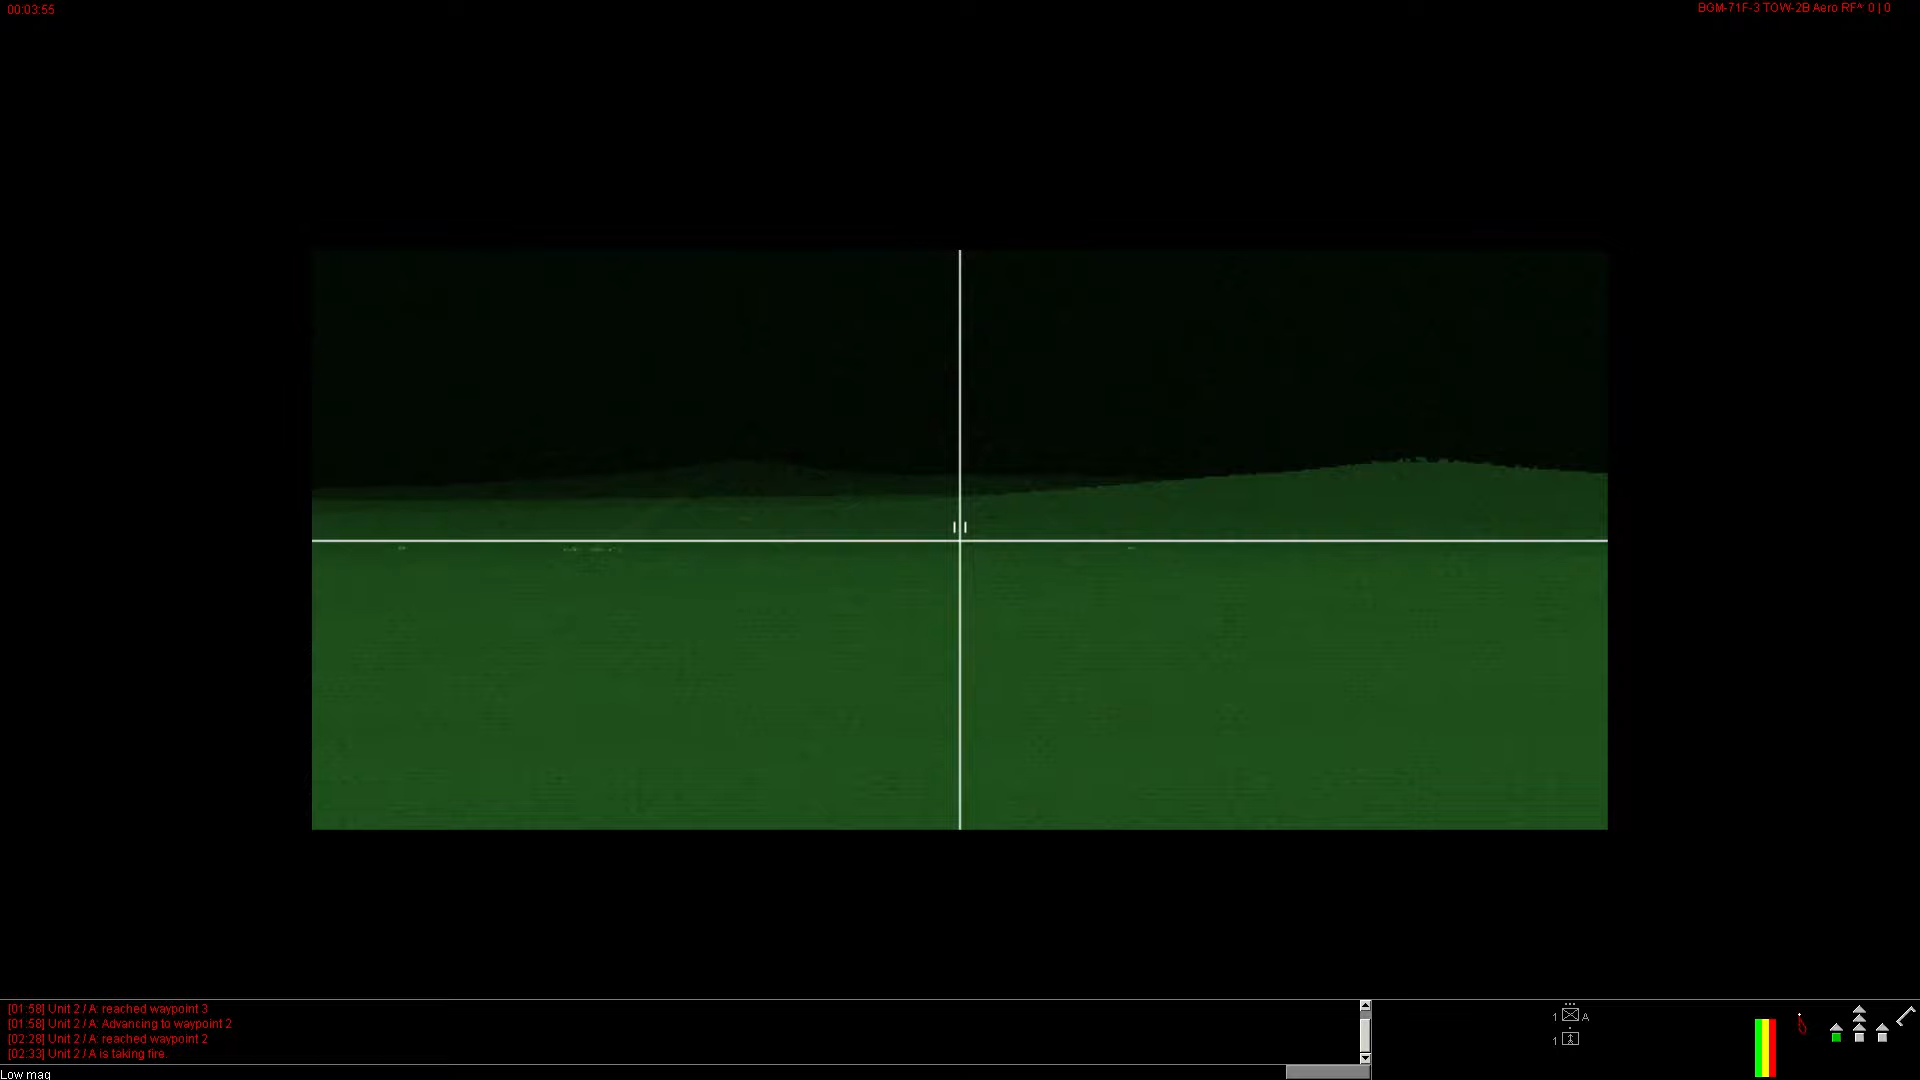 00:03:55
BGM-71F-3 TOW-2B Aero RF* 0 | 0
[01:58] Unit 2 / A: reached waypoint 3
[01:58] Unit 2 / A: Advancing to waypoint 2
[02:28] Unit 2 / A: reached waypoint 2
[02:33] Unit 2 / A is taking fire.
1 A
1
Low mag